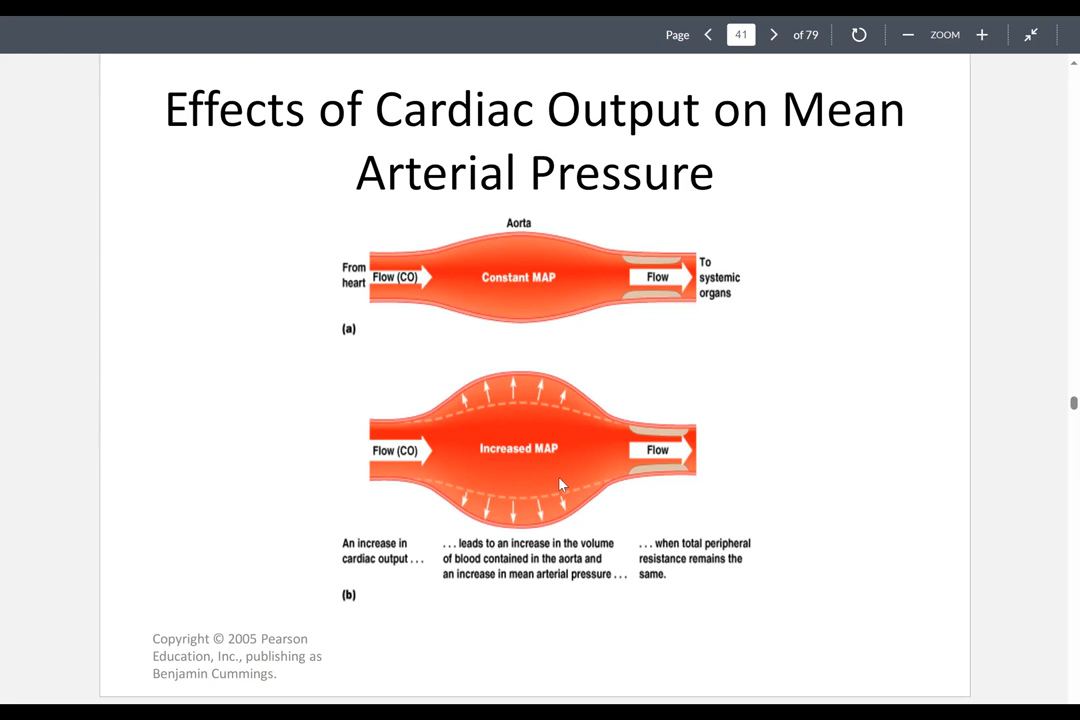 Page 41 of 79 ZOOM
Effects of Cardiac Output on Mean
Arterial Pressure
Aorta
From
heart
Flow (CO)
Constant MAP
Flow
To
systemic
organs
(a)
Flow (CO)
Increased MAP
Flow
An increase in
cardiac output . . .
. . . leads to an increase in the volume
of blood contained in the aorta and
an increase in mean arterial pressure . . .
. . . when total peripheral
resistance remains the
same.
(b)
Copyright © 2005 Pearson
Education, Inc., publishing as
Benjamin Cummings.